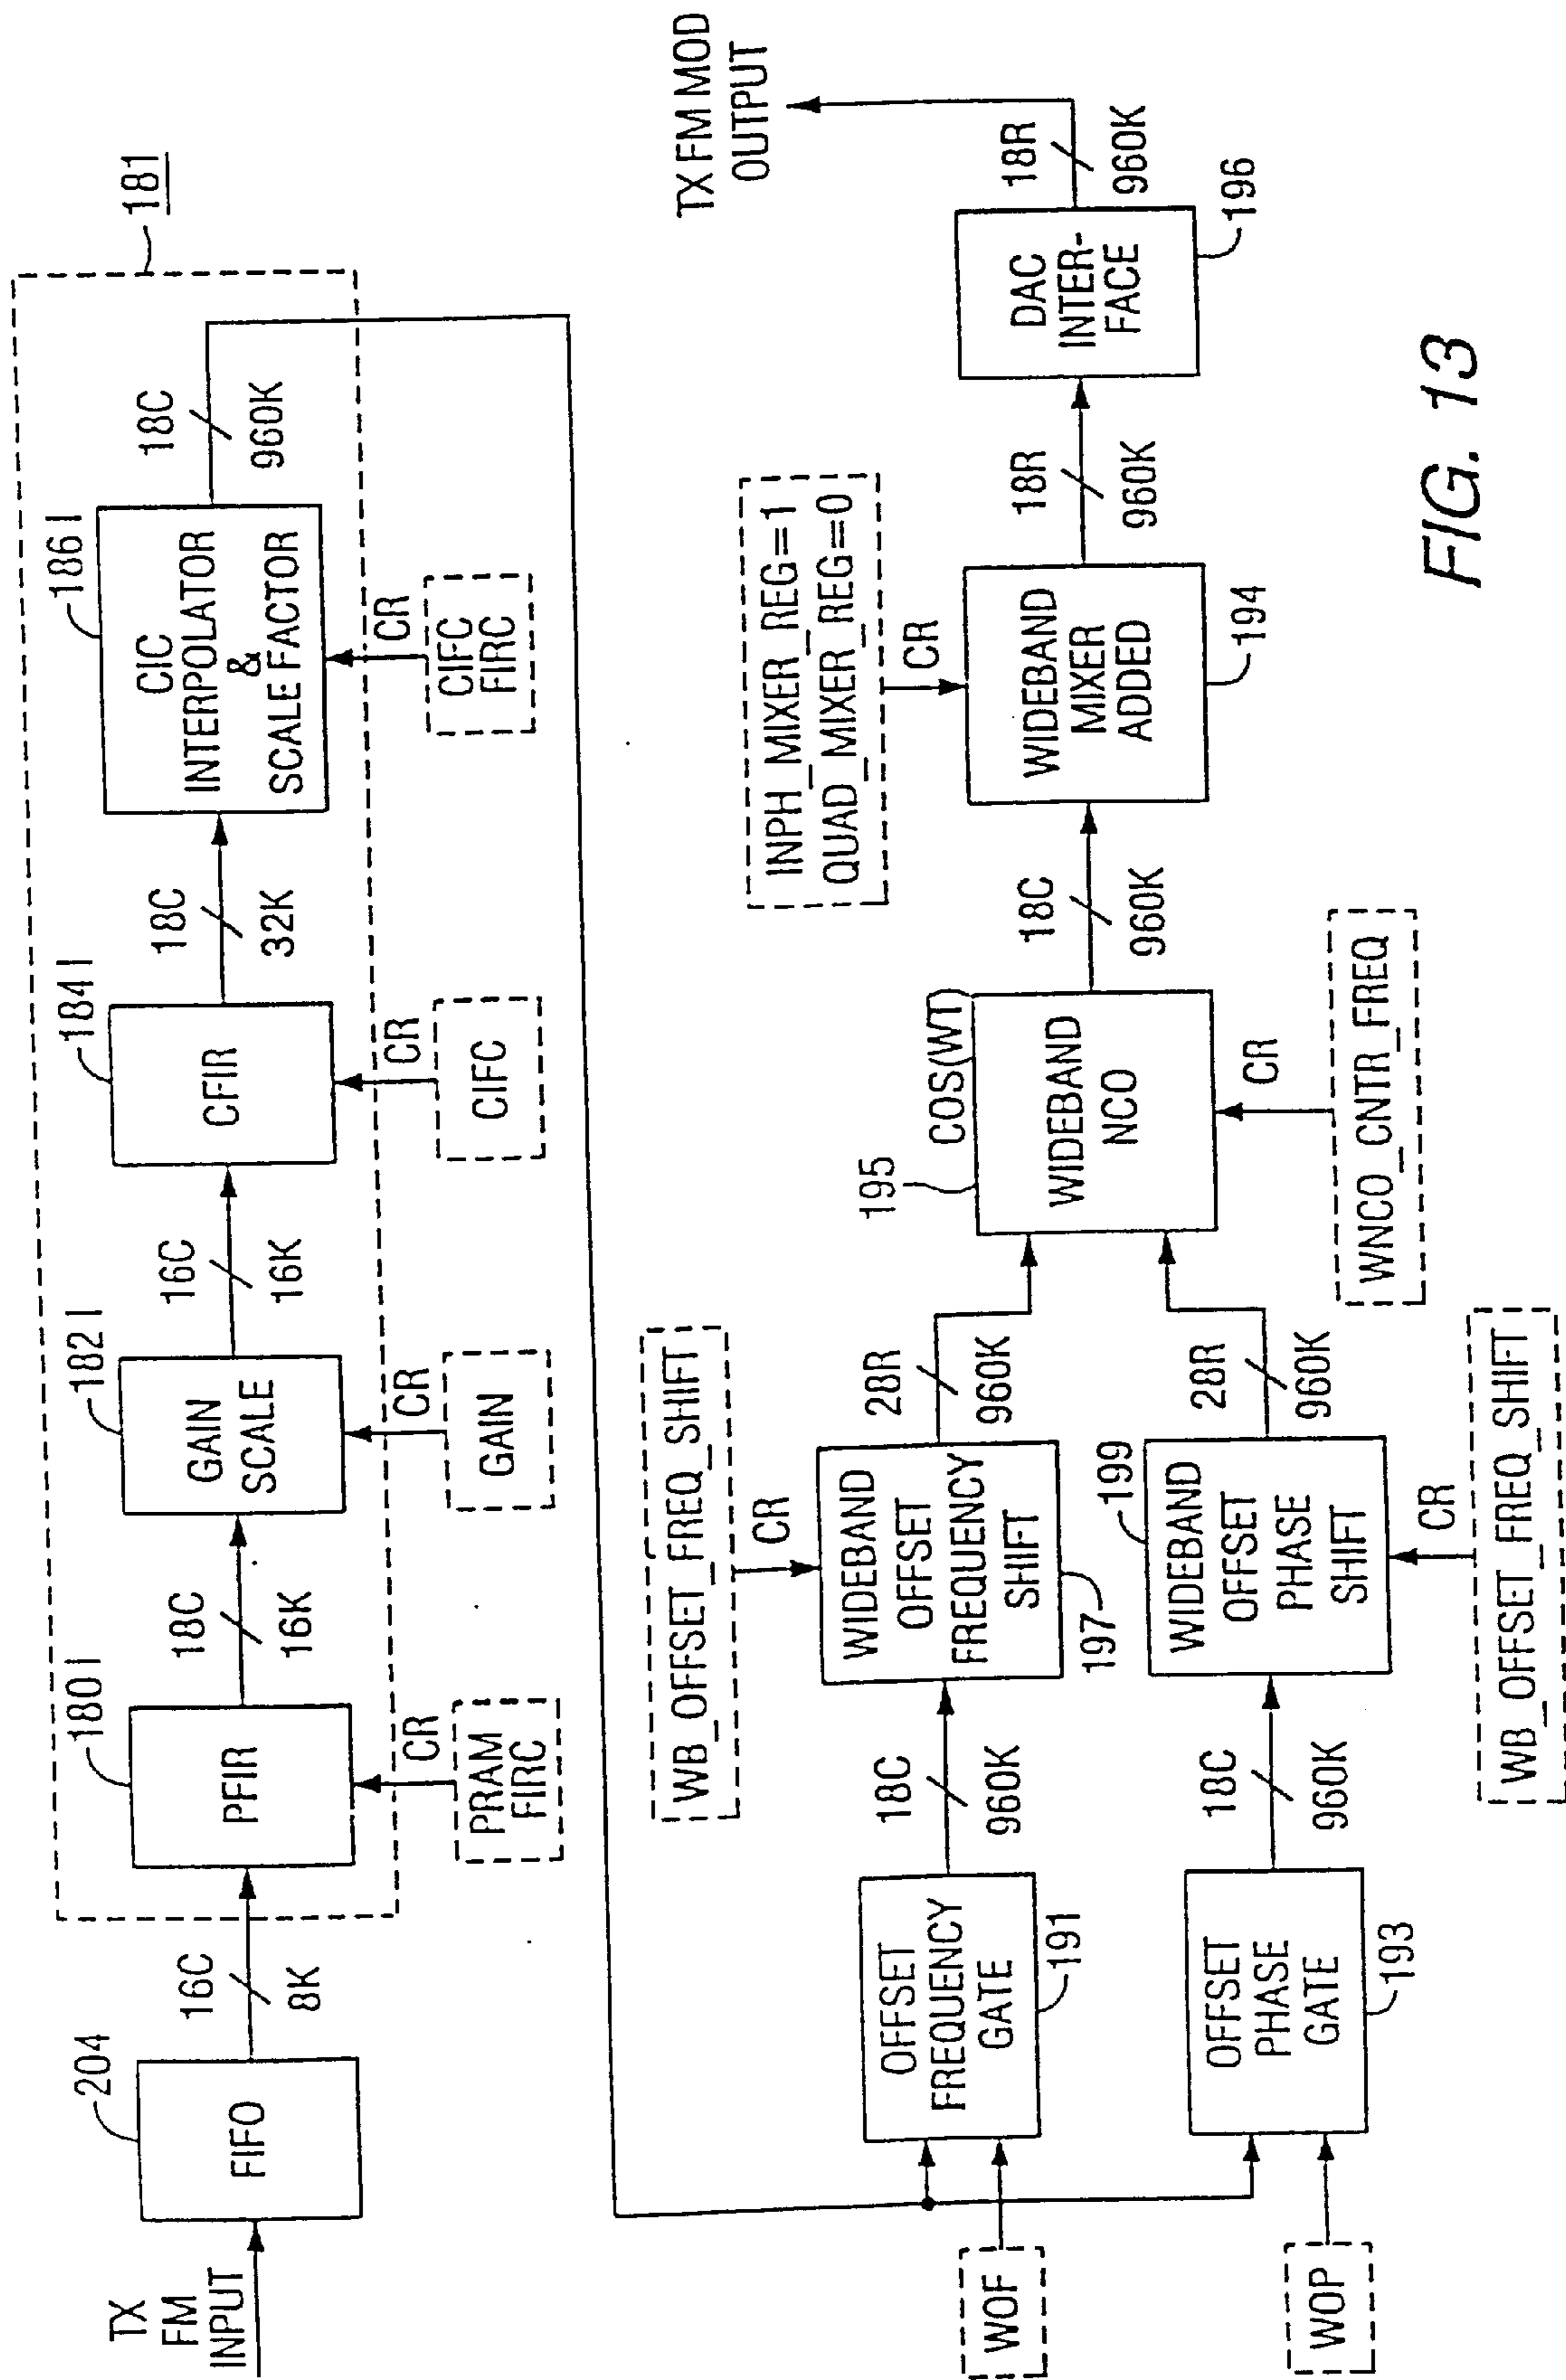 TX
FM
INPUT
204
FIFO
16C
8K
181
180 I
PFIR
CR
PRAM
FIRC
18C
16K
182 I
GAIN
SCALE
CR
GAIN
16C
16K
184 I
CFIR
CR
CIFC
18C
32K
186 I
CIC
INTERPOLATOR
&
SCALE FACTOR
CR
CIFC
FIRC
18C
960K
WOF
OFFSET
FREQUENCY
GATE
191
18C
960K
WB_OFFSET_FREQ_SHIFT
CR
WIDEBAND
OFFSET
FREQUENCY
SHIFT
197
28R
960K
WOP
OFFSET
PHASE
GATE
193
18C
960K
199
WIDEBAND
OFFSET
PHASE
SHIFT
CR
WB_OFFSET_FREQ_SHIFT
28R
960K
195
COS(WT)
WIDEBAND
NCO
CR
WNCO_CNTR_FREQ
18C
960K
INPH_MIXER_REG=1
QUAD_MIXER_REG=0
CR
WIDEBAND
MIXER
ADDED
194
18R
960K
DAC
INTER-
FACE
196
18R
960K
TX FM MOD
OUTPUT
FIG. 13